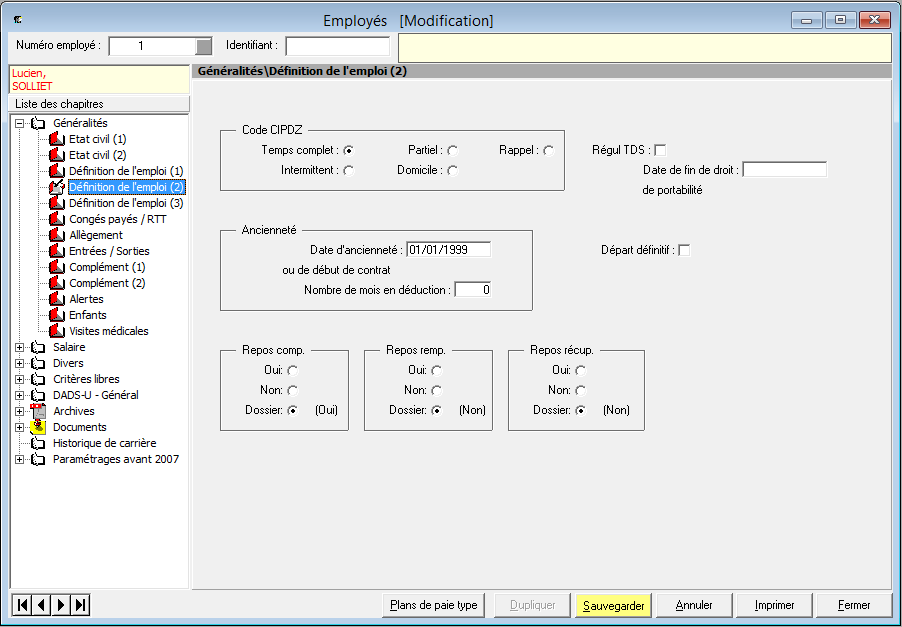 Employés [Modification]
Numéro employé : 1 Identifiant :
Lucien,
SOLLIET
Liste des chapitres
Généralités
Etat civil (1)
Etat civil (2)
Définition de l'emploi (1)
Définition de l'emploi (2)
Définition de l'emploi (3)
Congés payés / RTT
Allègement
Entrées / Sorties
Complément (1)
Complément (2)
Alertes
Enfants
Visites médicales
Salaire
Divers
Critères libres
DADS-U - Général
Archives
Documents
Historique de carrière
Paramétrages avant 2007
Généralités\Définition de l'emploi (2)
Code CIPDZ
Temps complet : Partiel : Rappel :
Intermittent : Domicile :
Régul TDS :
Date de fin de droit :
de portabilité
Ancienneté
Date d'ancienneté : 01/01/1999
ou de début de contrat
Nombre de mois en déduction : 0
Départ définitif :
Repos comp.
Oui:
Non:
Dossier: (Oui)
Repos remp.
Oui:
Non:
Dossier: (Non)
Repos récup.
Oui:
Non:
Dossier: (Non)
Plans de paie type Dupliquer Sauvegarder Annuler Imprimer Fermer